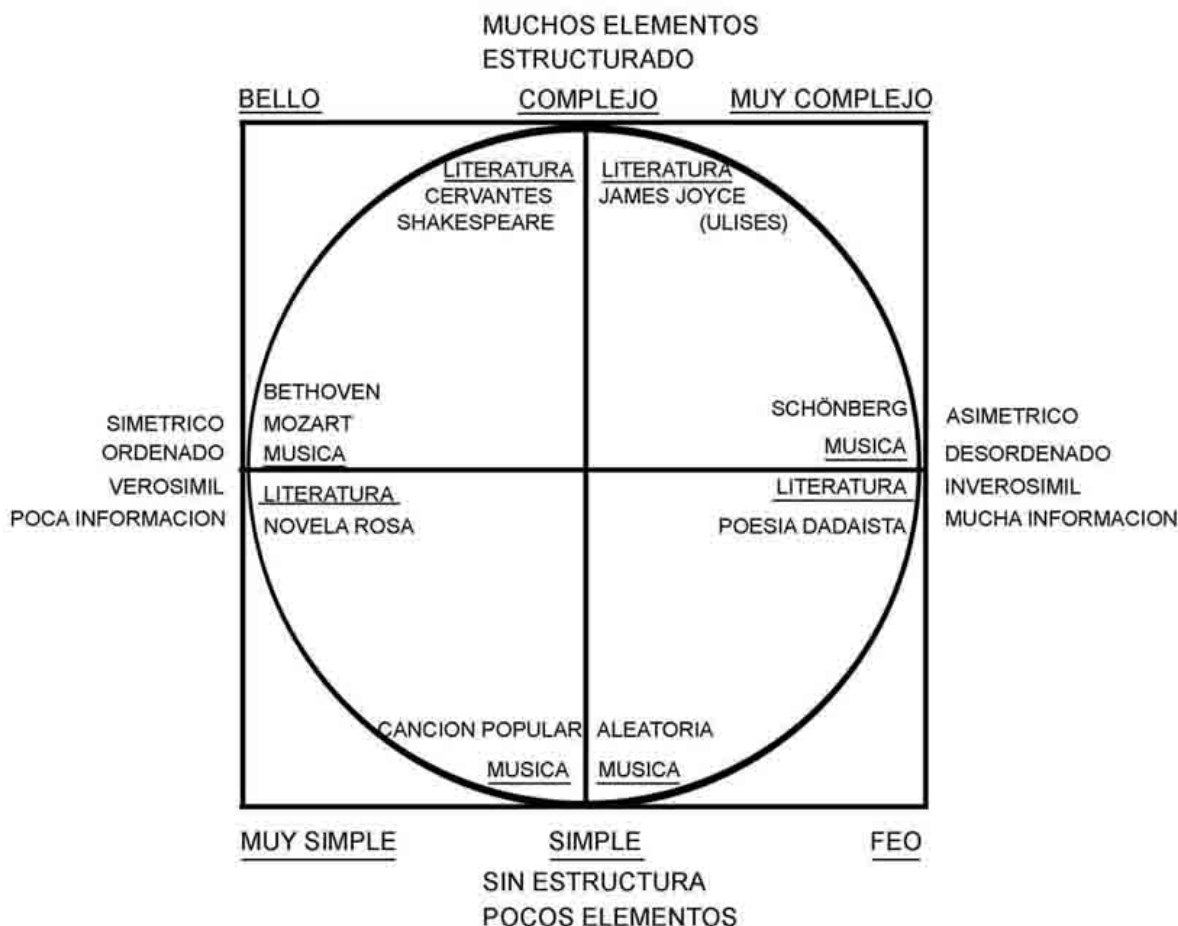 MUCHOS ELEMENTOS
ESTRUCTURADO
BELLO COMPLEJO MUY COMPLEJO
LITERATURA
CERVANTES
SHAKESPEARE
LITERATURA
JAMES JOYCE
(ULISES)
SIMETRICO
ORDENADO
VEROSIMIL
POCA INFORMACION
BETHOVEN
MOZART
MUSICA
LITERATURA
NOVELA ROSA
SCHÖNBERG
MUSICA
LITERATURA
POESIA DADAISTA
ASIMETRICO
DESORDENADO
INVEROSIMIL
MUCHA INFORMACION
CANCION POPULAR
MUSICA
ALEATORIA
MUSICA
MUY SIMPLE SIMPLE FEO
SIN ESTRUCTURA
POCOS ELEMENTOS